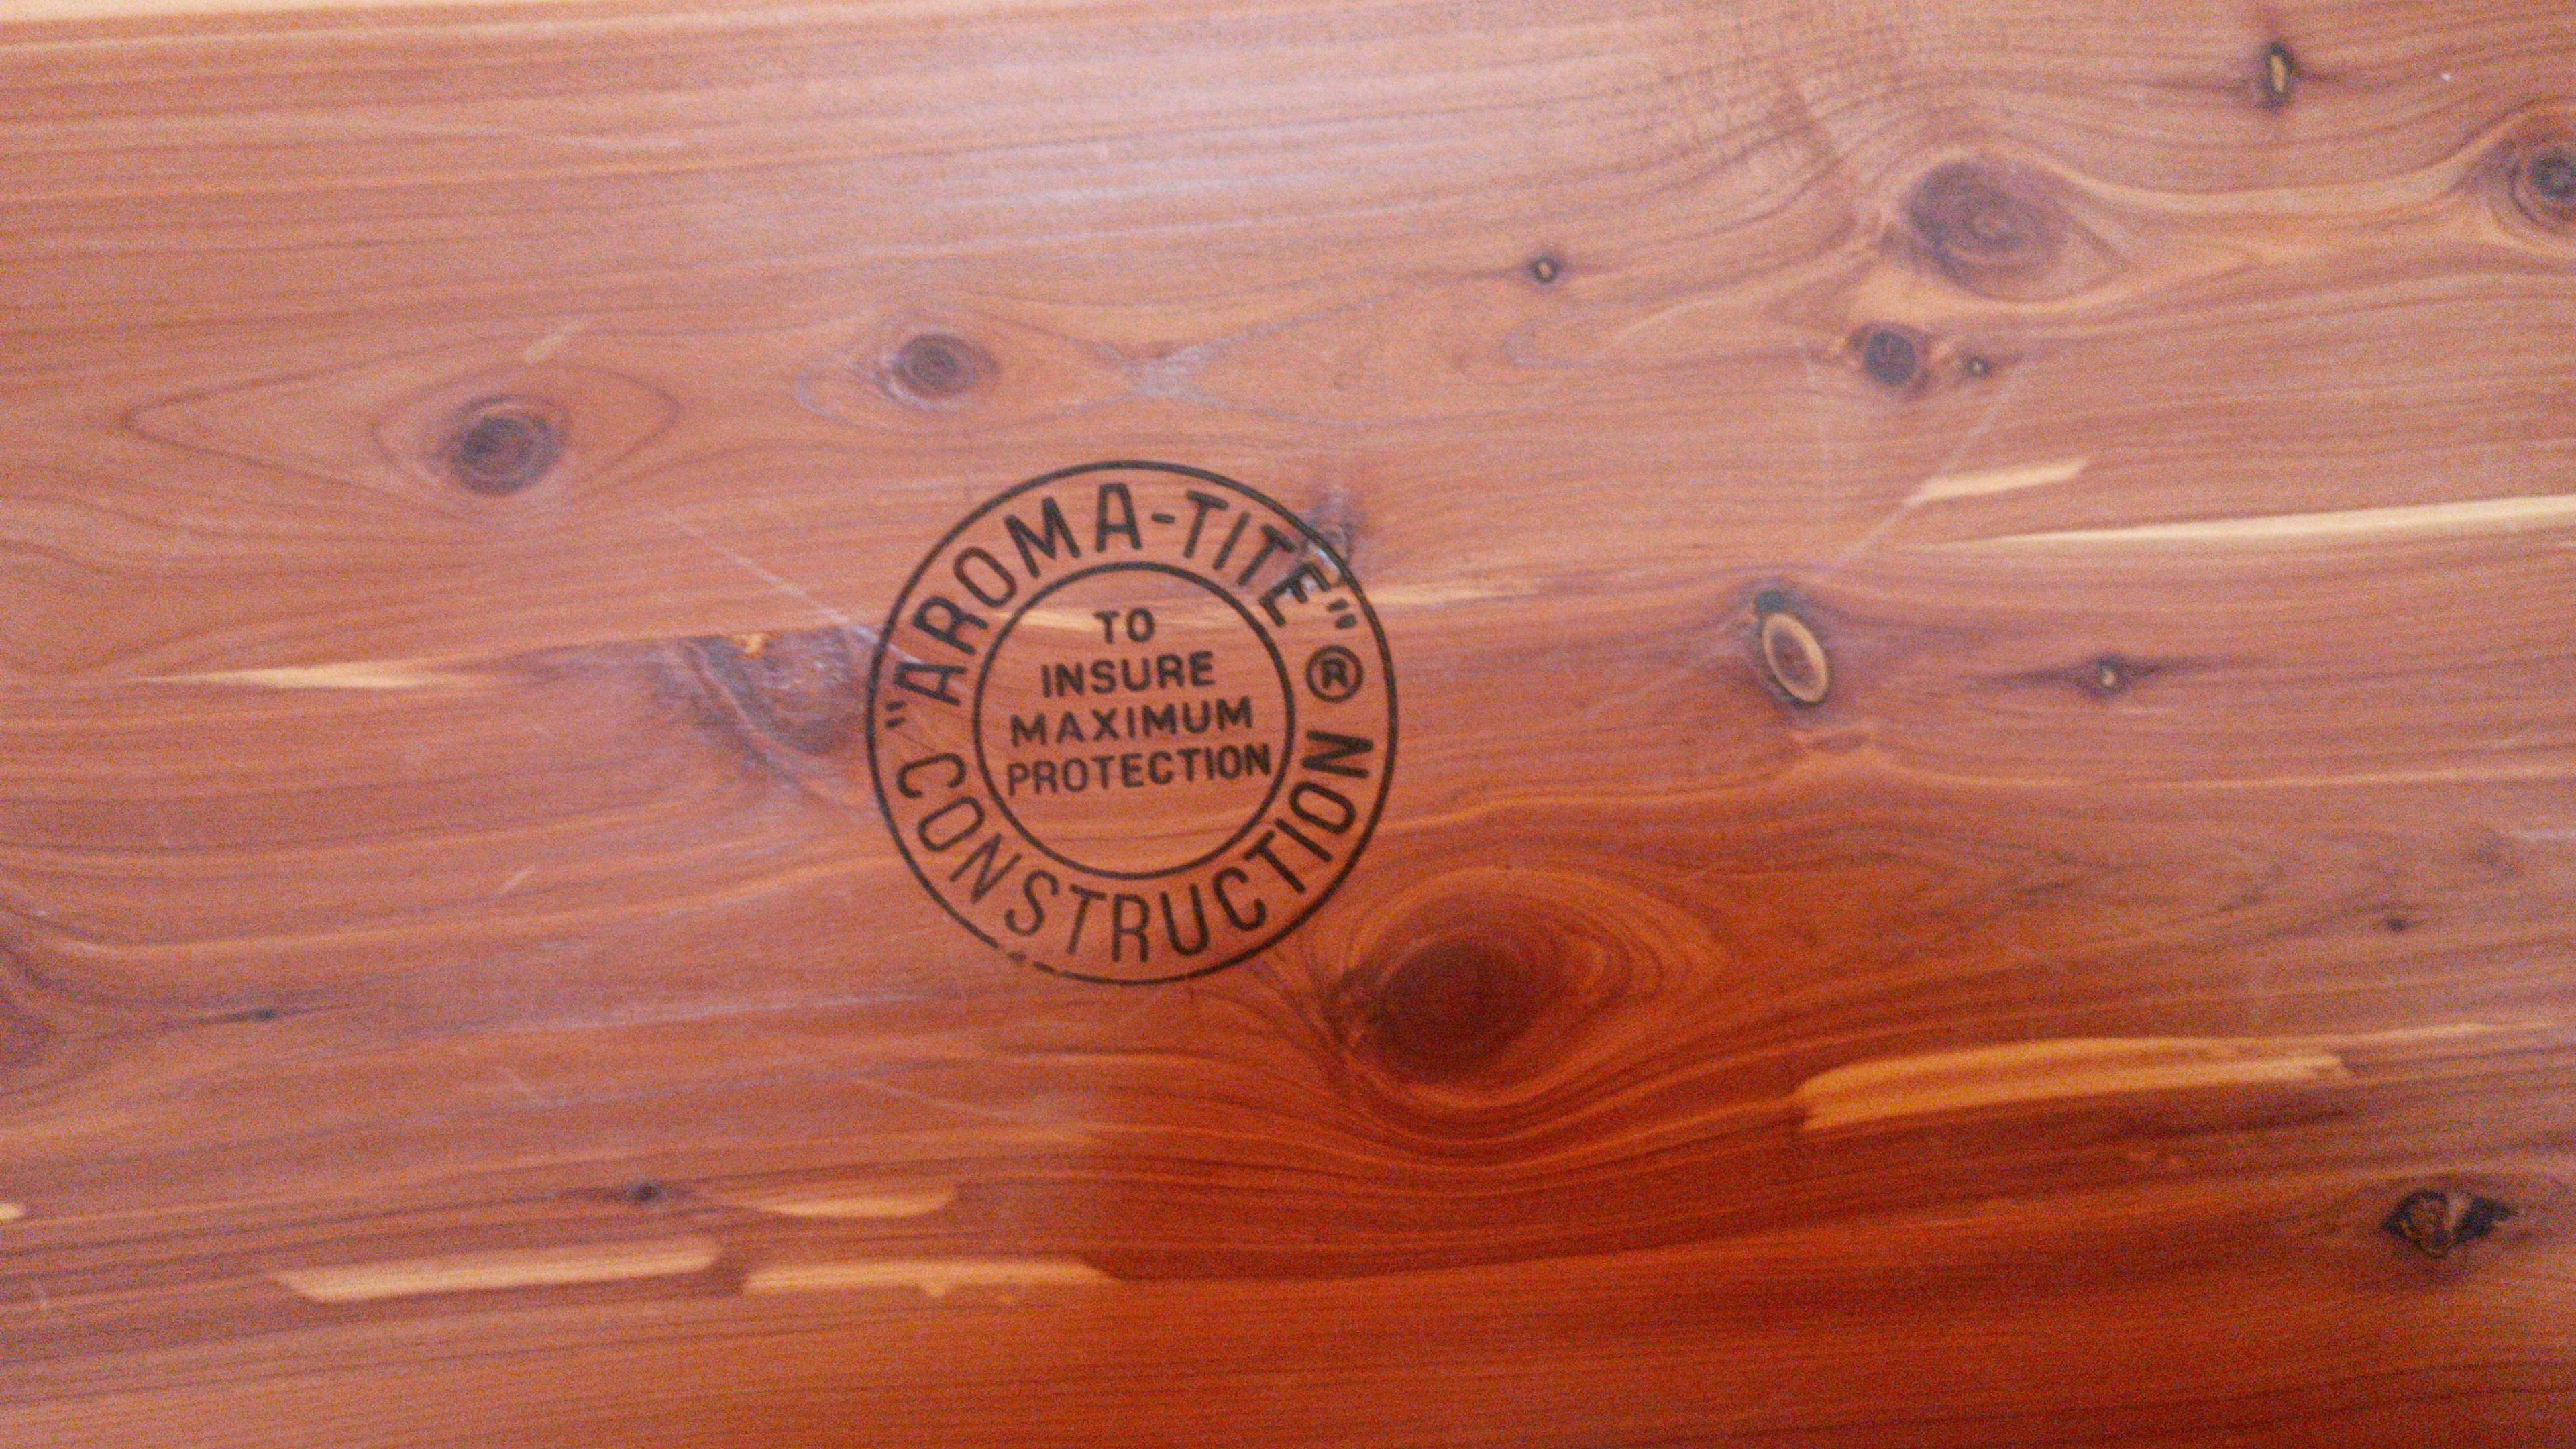 "AROMA-TITE"®
CONSTRUCTION
TO
INSURE
MAXIMUM
PROTECTION